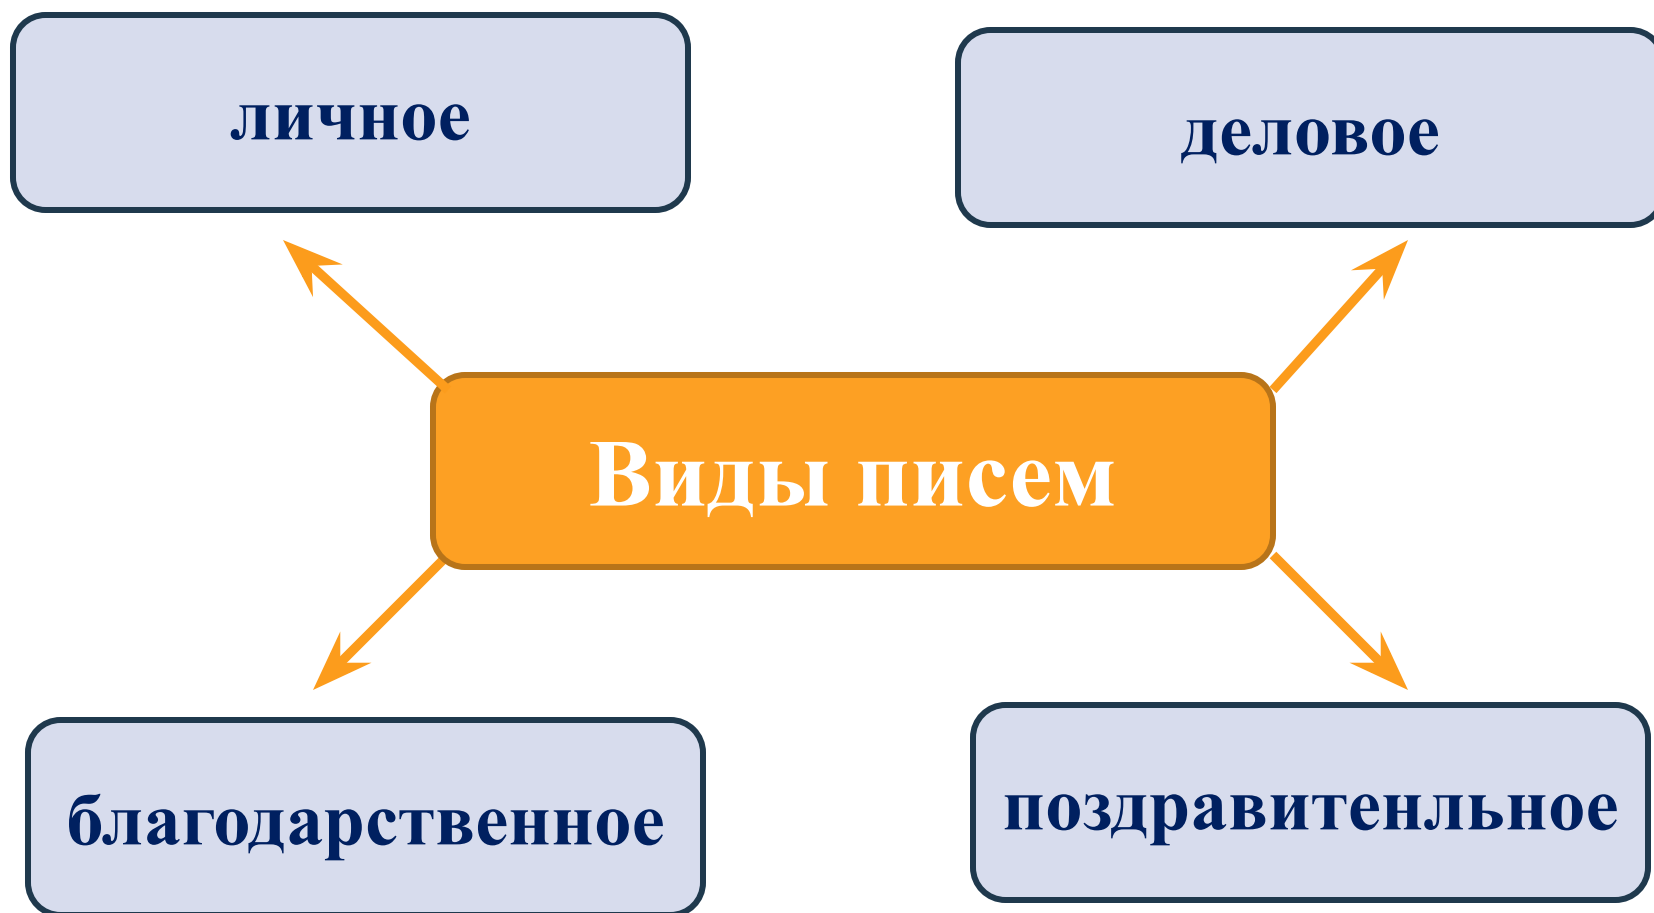 личное
деловое
Виды писем
благодарственное
поздравитенльное